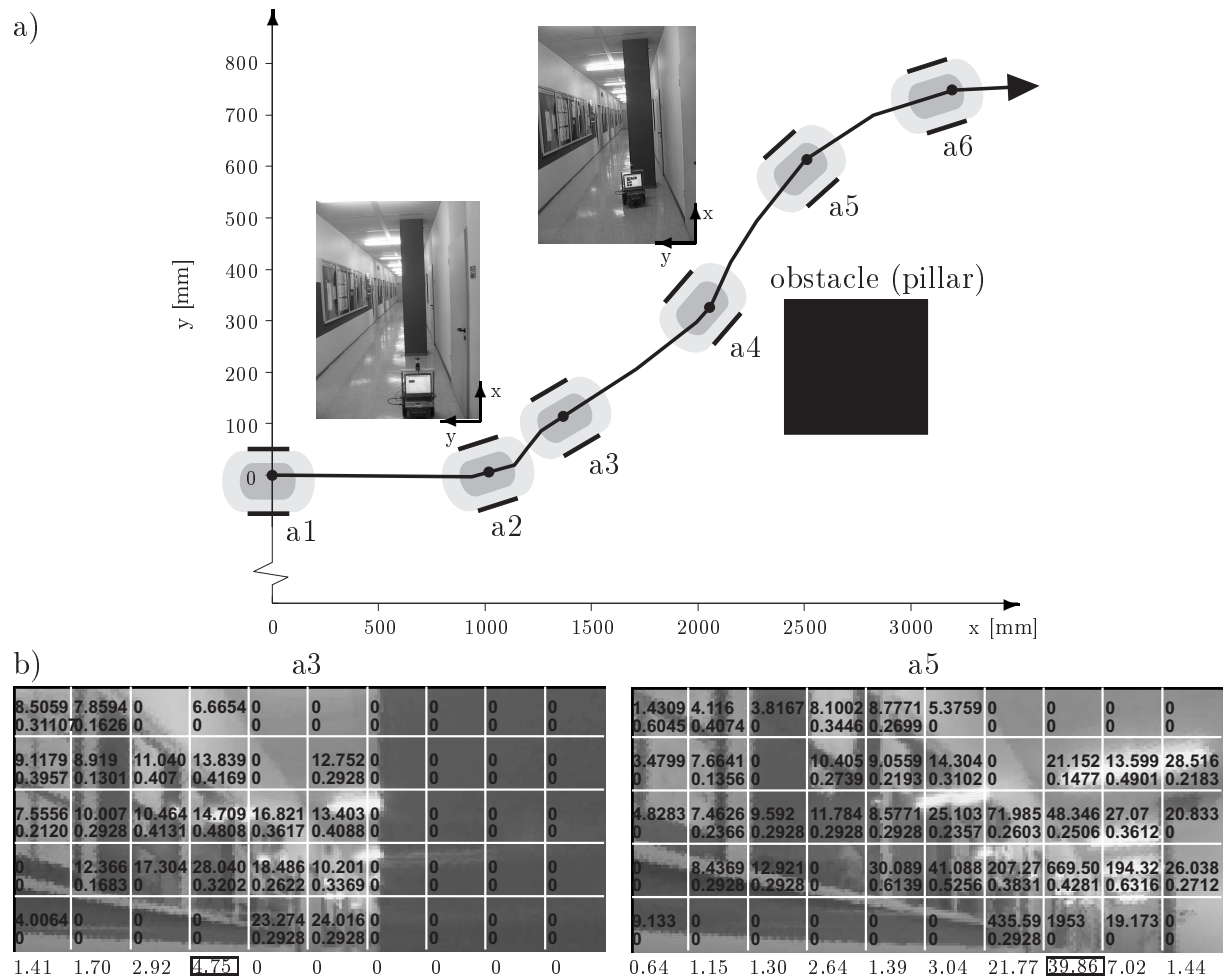 a)
800
700
600
500
400
300
200
100
0
y [mm]
x
y
x
y
a1
a2
a3
a4
a5
a6
obstacle (pillar)
0 500 1000 1500 2000 2500 3000 x [mm]
b) a3 a5
8.5059 7.8594 0 6.6654 0 0 0 0 0 0
0.31107 0.1626 0 0 0 0 0 0 0 0
9.1179 8.919 11.040 13.839 0 12.752 0 0 0 0
0.3957 0.1301 0.407 0.4169 0 0.2928 0 0 0 0
7.5556 10.007 10.464 14.709 16.821 13.403 0 0 0 0
0.2120 0.2928 0.4131 0.4808 0.3617 0.4088 0 0 0 0
0 12.366 17.304 28.040 18.486 10.201 0 0 0 0
0 0.1683 0 0.3202 0.2622 0.3369 0 0 0 0
4.0064 0 0 0 23.274 24.016 0 0 0 0
0 0 0 0 0.2928 0.2928 0 0 0 0
1.41 1.70 2.92 4.75 0 0 0 0 0 0
1.4309 4.116 3.8167 8.1002 8.7771 5.3759 0 0 0 0
0.6045 0.4074 0 0.3446 0.2699 0 0 0 0 0
3.4799 7.6641 0 10.405 9.0559 14.304 0 21.152 13.599 28.516
0 0.1356 0 0.2739 0.2193 0.3102 0 0.1477 0.4901 0.2183
4.8283 7.4626 9.592 11.784 8.5771 25.103 71.985 48.346 27.07 20.833
0 0.2366 0.2928 0.2928 0.2928 0.2357 0.2603 0.2506 0.3612 0
0 8.4369 12.921 0 30.089 41.088 207.27 669.50 194.32 26.038
0 0.2928 0.2928 0 0.6139 0.5256 0.3831 0.4281 0.6316 0.2712
9.133 0 0 0 0 0 435.59 1953 19.173 0
0 0 0 0 0 0 0.2928 0 0 0
0.64 1.15 1.30 2.64 1.39 3.04 21.77 39.86 7.02 1.44